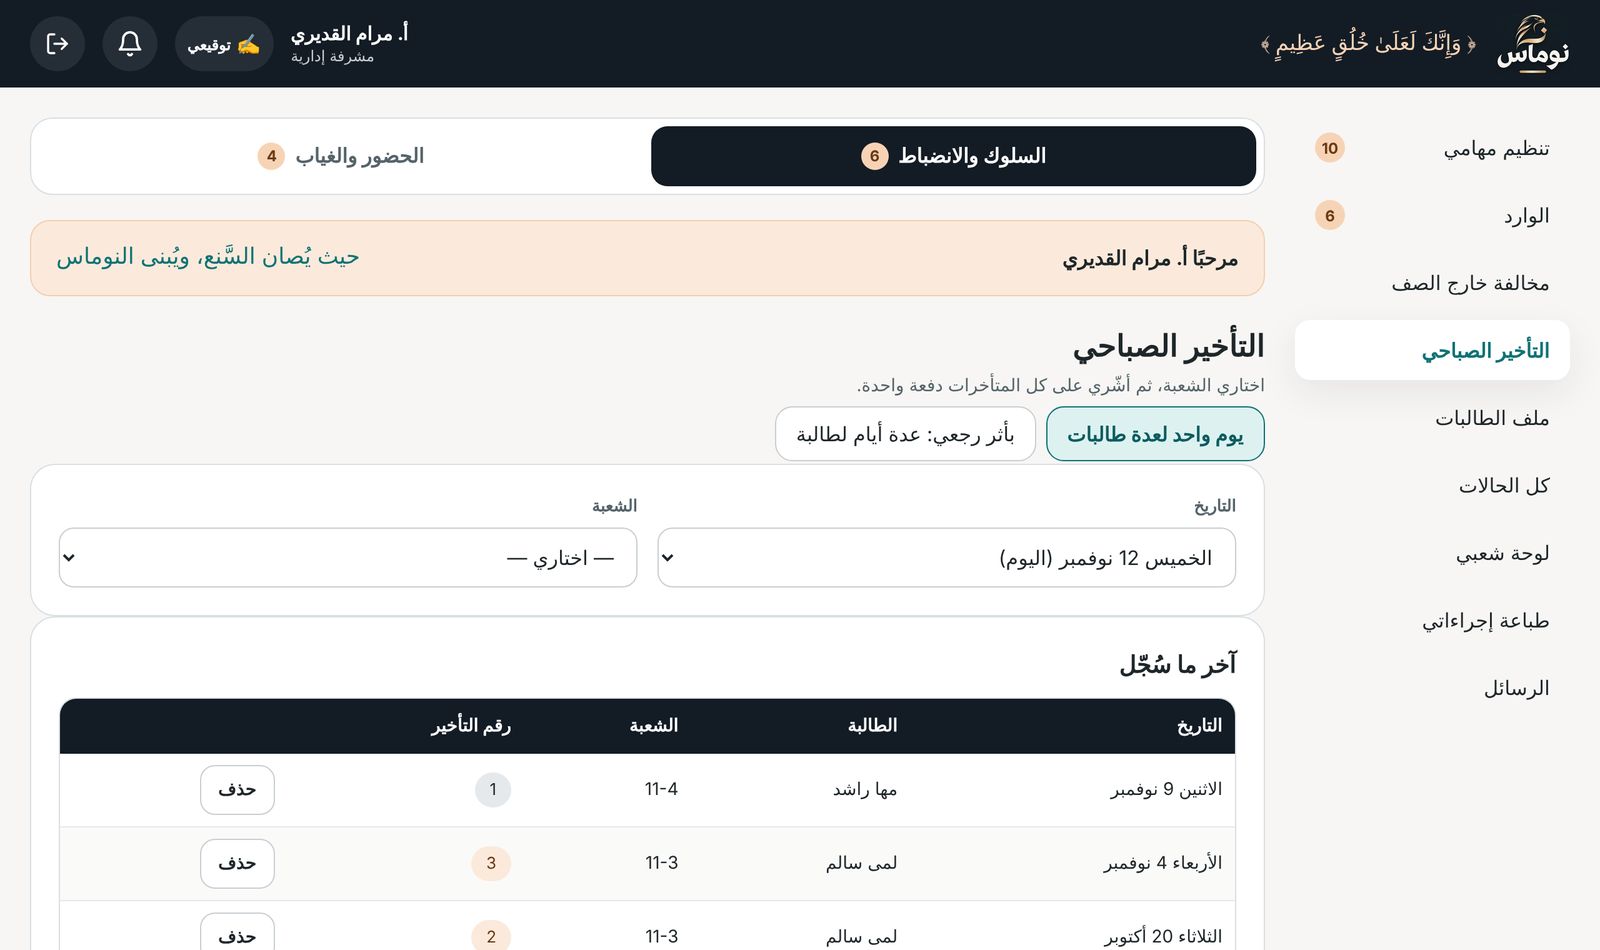 نوماس
﴿ وَإِنَّكَ لَعَلَىٰ خُلُقٍ عَظِيمٍ ﴾
أ. مرام القديري
مشرفة إدارية
✍️ توقيعي
تنظيم مهامي 10
الوارد 6
مخالفة خارج الصف
التأخير الصباحي
ملف الطالبات
كل الحالات
لوحة شعبي
طباعة إجراءاتي
الرسائل
السلوك والانضباط 6
الحضور والغياب 4
مرحبًا أ. مرام القديري
حيث يُصان السَّنع، ويُبنى النوماس
التأخير الصباحي
اختاري الشعبة، ثم أشّري على كل المتأخرات دفعة واحدة.
يوم واحد لعدة طالبات
بأثر رجعي: عدة أيام لطالبة
التاريخ
الخميس 12 نوفمبر (اليوم)
الشعبة
— اختاري —
آخر ما سُجّل
التاريخ الطالبة الشعبة رقم التأخير
الاثنين 9 نوفمبر مها راشد 11-4 1 حذف
الأربعاء 4 نوفمبر لمى سالم 11-3 3 حذف
الثلاثاء 20 أكتوبر لمى سالم 11-3 2 حذف